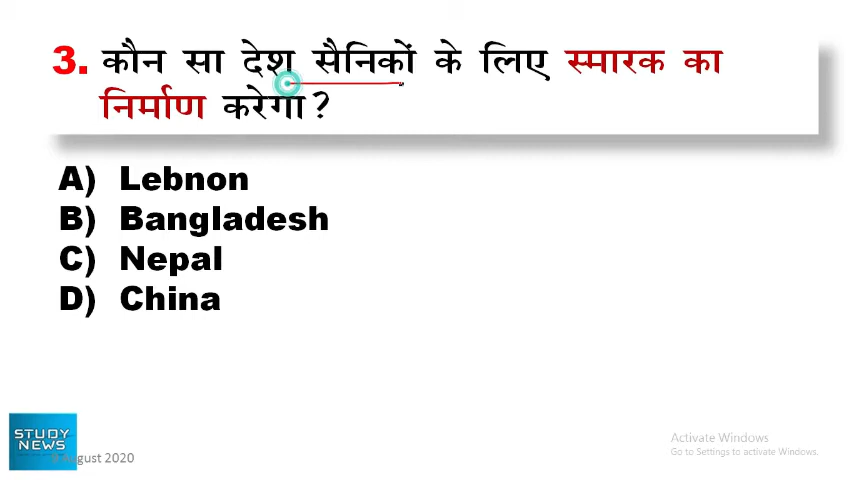 3. कौन सा देश सैनिकों के लिए स्मारक का
निर्माण करेगा?
A) Lebnon
B) Bangladesh
C) Nepal
D) China
STUDY
NEWS
August 2020
Activate Windows
Go to Settings to activate Windows.